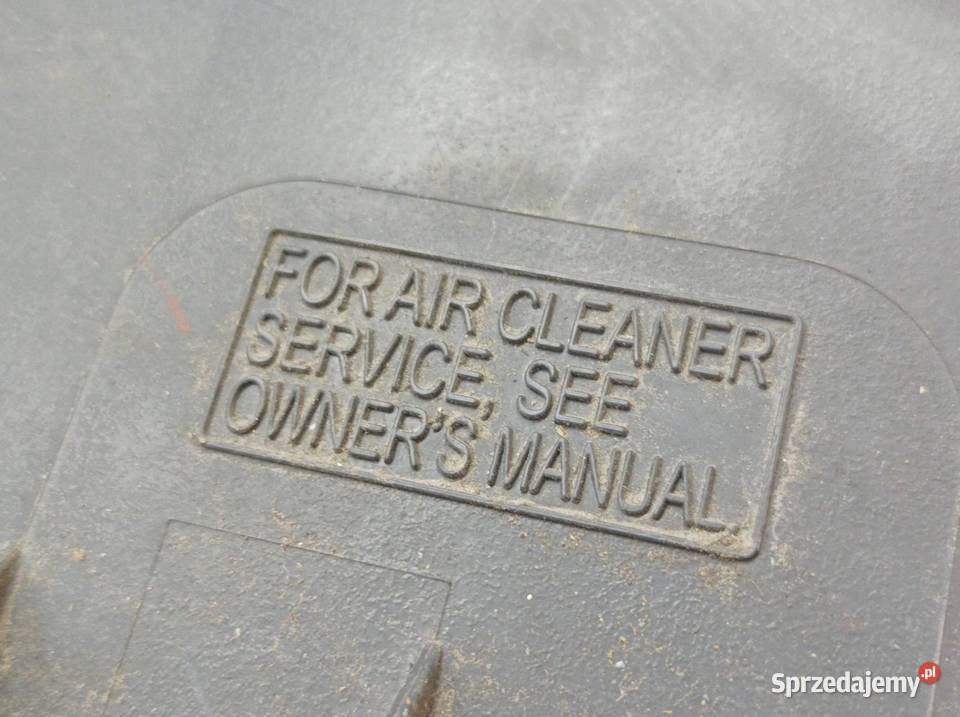 FOR AIR CLEANER
SERVICE, SEE
OWNER'S MANUAL.
Sprzedajemy.pl